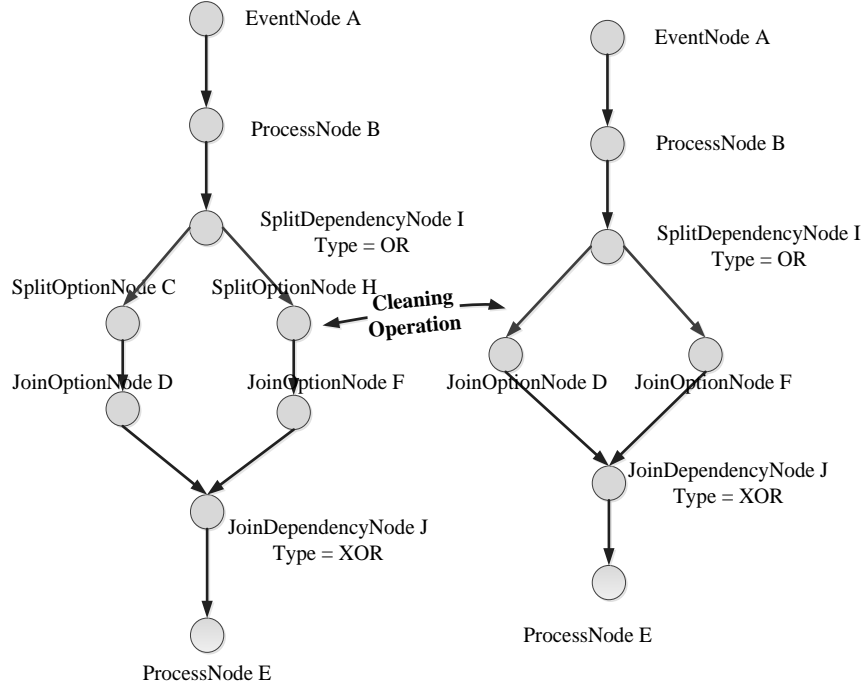 EventNode A
ProcessNode B
SplitDependencyNode I
Type = OR
SplitOptionNode C
SplitOptionNode H
JoinOptionNode D
JoinOptionNode F
JoinDependencyNode J
Type = XOR
ProcessNode E
Cleaning
Operation
EventNode A
ProcessNode B
SplitDependencyNode I
Type = OR
JoinOptionNode D
JoinOptionNode F
JoinDependencyNode J
Type = XOR
ProcessNode E